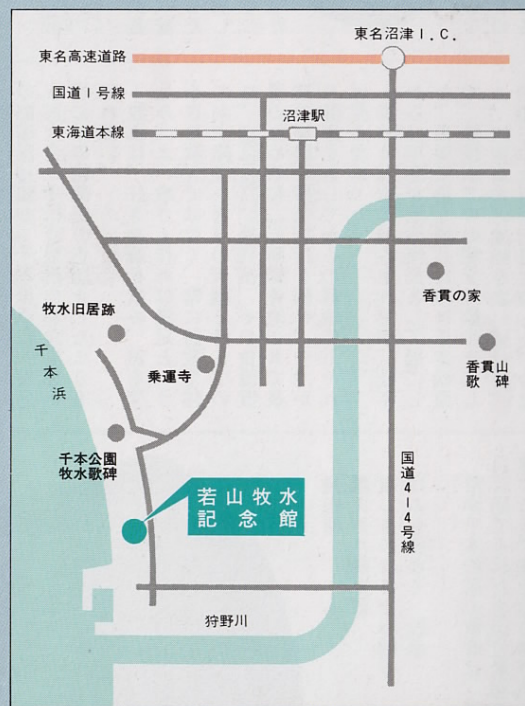 東名沼津I.C.
東名高速道路
国道1号線
沼津駅
東海道本線
香貫の家
牧水旧居跡
千本浜
乗運寺
香貫山
歌碑
千本公園
牧水歌碑
国道414号線
若山牧水
記念館
狩野川